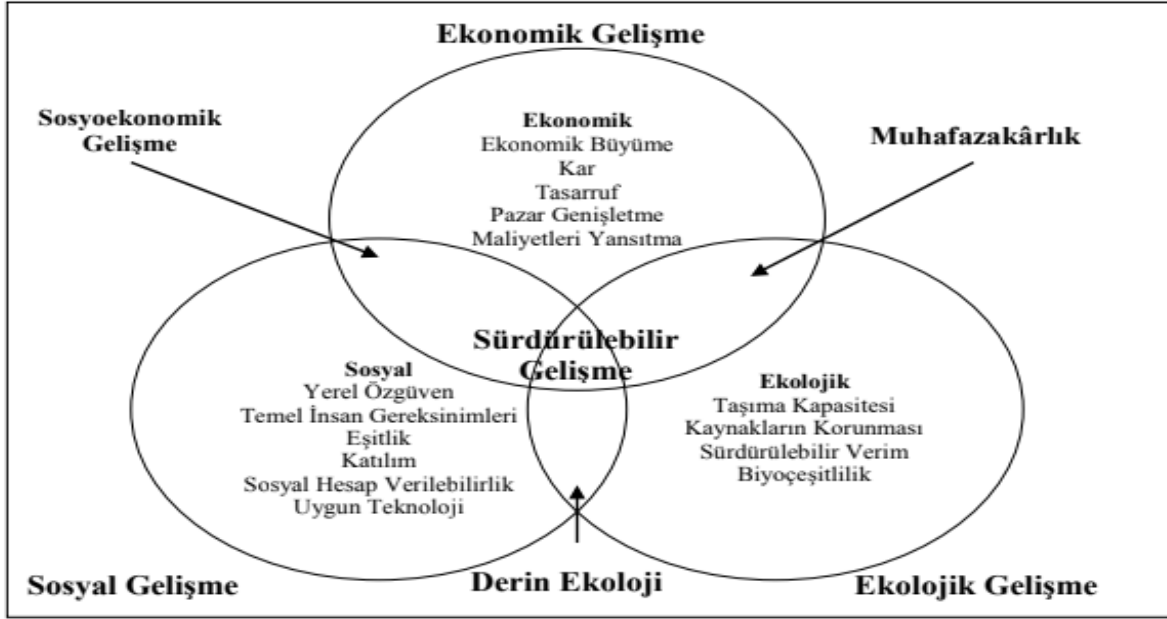 Ekonomik Gelişme
Sosyoekonomik
Gelişme
Muhafazakârlık
Ekonomik
Ekonomik Büyüme
Kar
Tasarruf
Pazar Genişletme
Maliyetleri Yansıtma
Sürdürülebilir
Gelişme
Sosyal
Yerel Özgüven
Temel İnsan Gereksinimleri
Eşitlik
Katılım
Sosyal Hesap Verilebilirlik
Uygun Teknoloji
Ekolojik
Taşıma Kapasitesi
Kaynakların Korunması
Sürdürülebilir Verim
Biyoçeşitlilik
Sosyal Gelişme
Derin Ekoloji
Ekolojik Gelişme